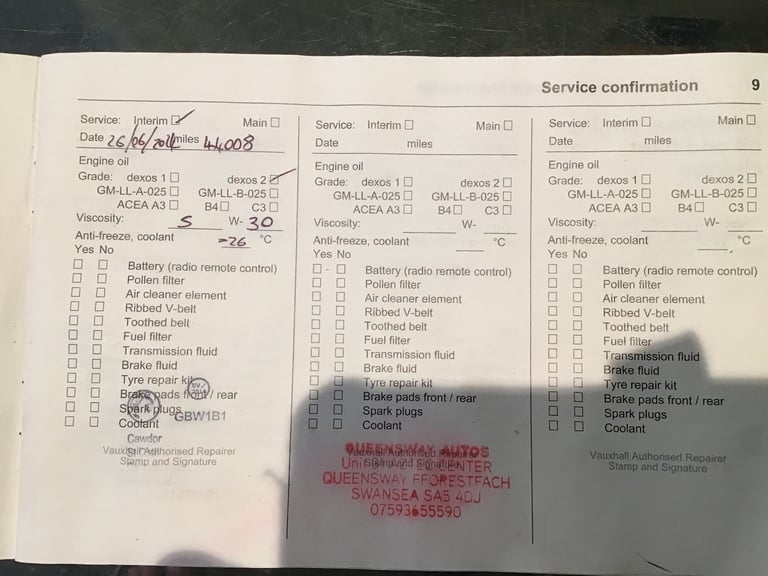 Service confirmation 9
Service: Interim ☑ Main ☐
Date 26/06/2021 miles 44008
Engine oil
Grade: dexos 1 ☐ dexos 2 ☑
GM-LL-A-025 ☐ GM-LL-B-025 ☐
ACEA A3 ☐ B4 ☐ C3 ☐
Viscosity: 5 W- 30
Anti-freeze, coolant -26 °C
Yes No
☐ ☐ Battery (radio remote control)
☐ ☐ Pollen filter
☐ ☐ Air cleaner element
☐ ☐ Ribbed V-belt
☐ ☐ Toothed belt
☐ ☐ Fuel filter
☐ ☐ Transmission fluid
☐ ☐ Brake fluid
☐ ☐ Tyre repair kit
☐ ☐ Brake pads front / rear
☐ ☐ Spark plugs
☐ ☐ Coolant
GBW1B1
Cawdor
Vauxhall Authorised Repairer
Stamp and Signature
Service: Interim ☐ Main ☐
Date miles
Engine oil
Grade: dexos 1 ☐ dexos 2 ☐
GM-LL-A-025 ☐ GM-LL-B-025 ☐
ACEA A3 ☐ B4 ☐ C3 ☐
Viscosity: W-
Anti-freeze, coolant °C
Yes No
☐ ☐ Battery (radio remote control)
☐ ☐ Pollen filter
☐ ☐ Air cleaner element
☐ ☐ Ribbed V-belt
☐ ☐ Toothed belt
☐ ☐ Fuel filter
☐ ☐ Transmission fluid
☐ ☐ Brake fluid
☐ ☐ Tyre repair kit
☐ ☐ Brake pads front / rear
☐ ☐ Spark plugs
☐ ☐ Coolant
QUEENSWAY AUTOS
Vauxhall Authorised Repairer
Stamp and Signature
QUEENSWAY FFORESTFACH
SWANSEA SA5 4DJ
07593655590
Service: Interim ☐ Main ☐
Date miles
Engine oil
Grade: dexos 1 ☐ dexos 2 ☐
GM-LL-A-025 ☐ GM-LL-B-025 ☐
ACEA A3 ☐ B4 ☐ C3 ☐
Viscosity: W-
Anti-freeze, coolant °C
Yes No
☐ ☐ Battery (radio remote control)
☐ ☐ Pollen filter
☐ ☐ Air cleaner element
☐ ☐ Ribbed V-belt
☐ ☐ Toothed belt
☐ ☐ Fuel filter
☐ ☐ Transmission fluid
☐ ☐ Brake fluid
☐ ☐ Tyre repair kit
☐ ☐ Brake pads front / rear
☐ ☐ Spark plugs
☐ ☐ Coolant
Vauxhall Authorised Repairer
Stamp and Signature